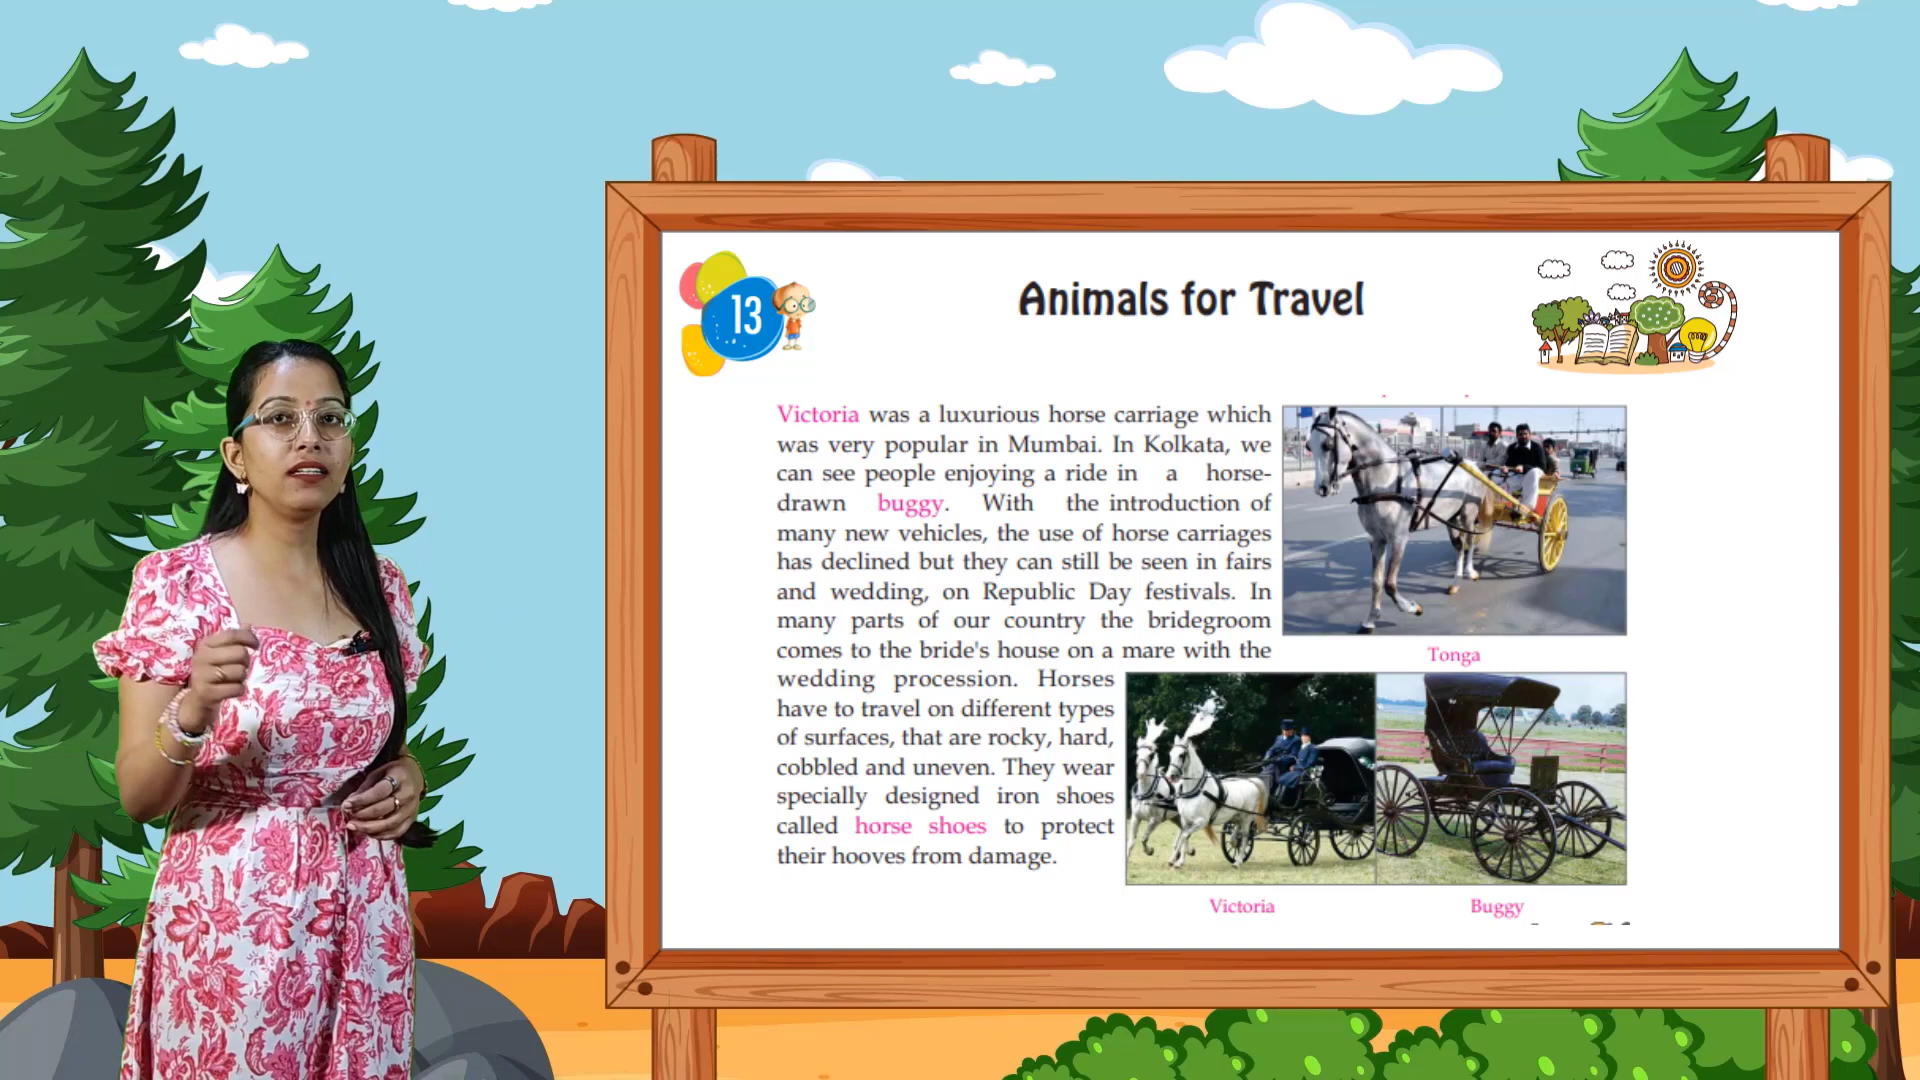 13
Animals for Travel
Victoria was a luxurious horse carriage which
was very popular in Mumbai. In Kolkata, we
can see people enjoying a ride in a horse-
drawn buggy. With the introduction of
many new vehicles, the use of horse carriages
has declined but they can still be seen in fairs
and wedding, on Republic Day festivals. In
many parts of our country the bridegroom
comes to the bride's house on a mare with the
wedding procession. Horses
have to travel on different types
of surfaces, that are rocky, hard,
cobbled and uneven. They wear
specially designed iron shoes
called horse shoes to protect
their hooves from damage.
Tonga
Victoria
Buggy